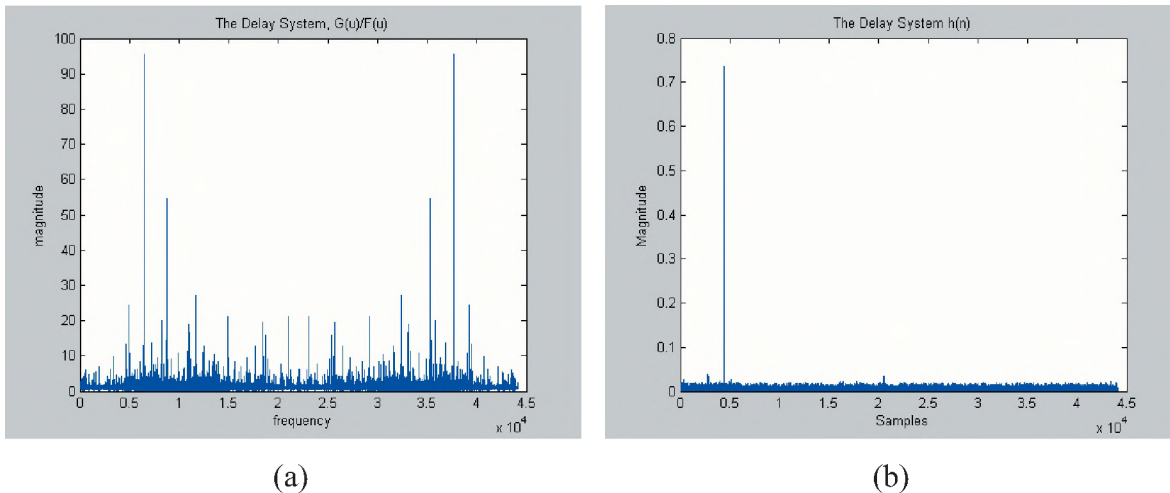 The Delay System, G(u)/F(u)
100
90
80
70
60
50
40
30
20
10
0
magnitude
0 0.5 1 1.5 2 2.5 3 3.5 4 4.5
frequency
x 10^4
(a)
The Delay System h(n)
0.8
0.7
0.6
0.5
0.4
0.3
0.2
0.1
0
Magnitude
0 0.5 1 1.5 2 2.5 3 3.5 4 4.5
Samples
x 10^4
(b)